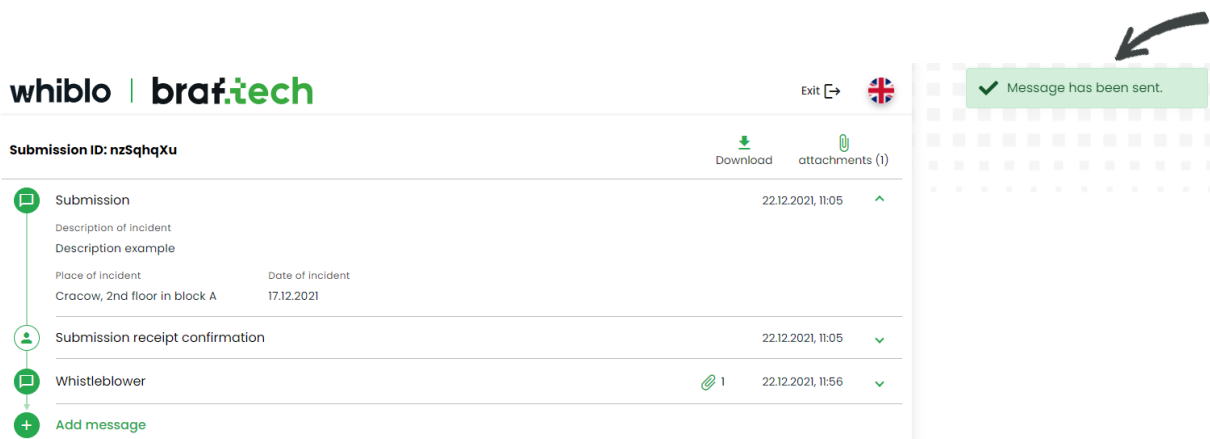 whiblo | braf.tech
Exit
Message has been sent.
Submission ID: nzSqhqXu
Download
attachments (1)
Submission
22.12.2021, 11:05
Description of incident
Description example
Place of incident
Date of incident
Cracow, 2nd floor in block A
17.12.2021
Submission receipt confirmation
22.12.2021, 11:05
Whistleblower
1
22.12.2021, 11:56
Add message